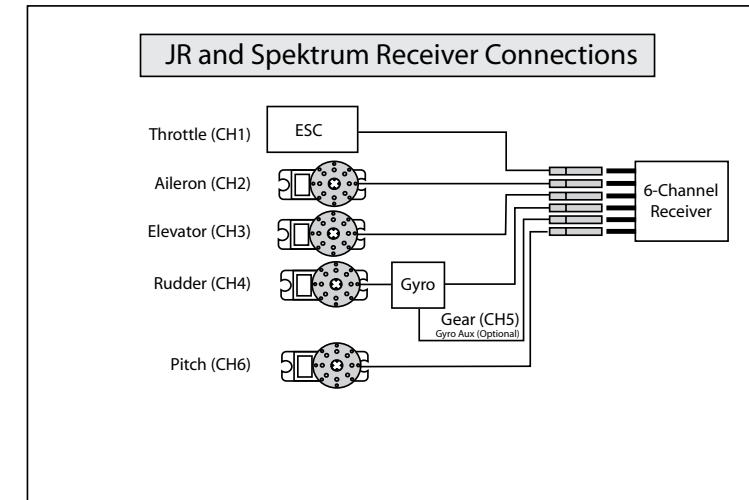 JR and Spektrum Receiver Connections
Throttle (CH1)
ESC
Aileron (CH2)
6-Channel
Receiver
Elevator (CH3)
Rudder (CH4)
Gyro
Gear (CH5)
Gyro Aux (Optional)
Pitch (CH6)